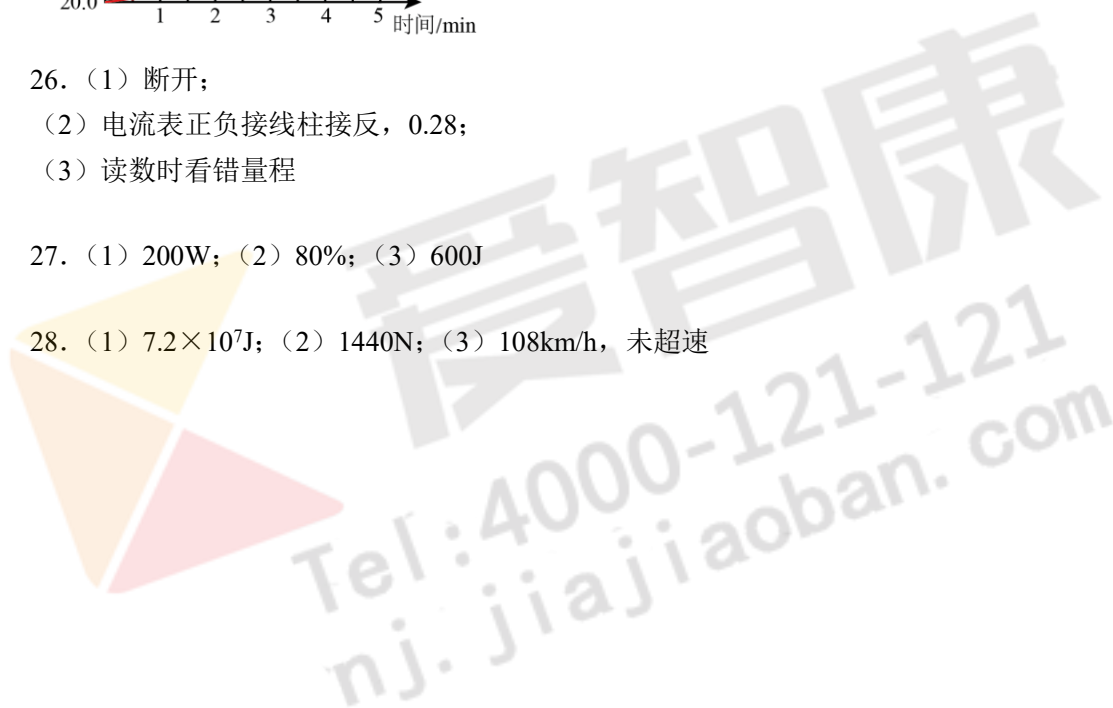 20.0
1 2 3 4 5 时间/min
26.（1）断开；
（2）电流表正负接线柱接反，0.28；
（3）读数时看错量程
27.（1）200W；（2）80%；（3）600J
28.（1）7.2×10⁷J；（2）1440N；（3）108km/h，未超速
爱智康
Tel:4000-121-121
nj.jiajiaoban.com